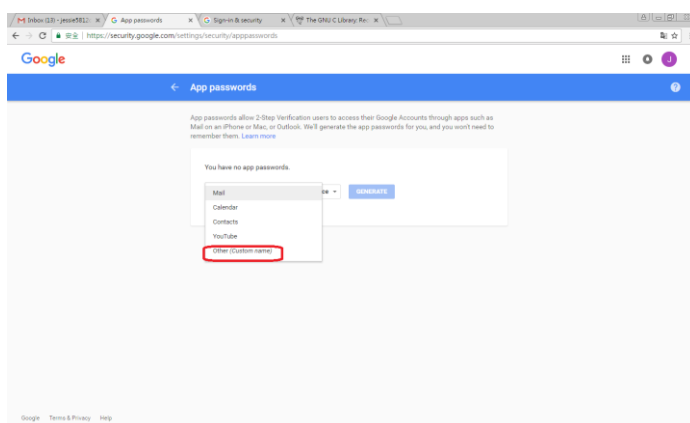 Inbox (13) - jessie5812
App passwords
Sign-in & security
The GNU C Library: Re
安全 | https://security.google.com/settings/security/apppasswords
Google
J
App passwords
App passwords allow 2-Step Verification users to access their Google Accounts through apps such as
Mail on an iPhone or Mac, or Outlook. We'll generate the app passwords for you, and you won't need to
remember them. Learn more
You have no app passwords.
Mail
GENERATE
Calendar
Contacts
YouTube
Other (Custom name)
Google Terms & Privacy Help